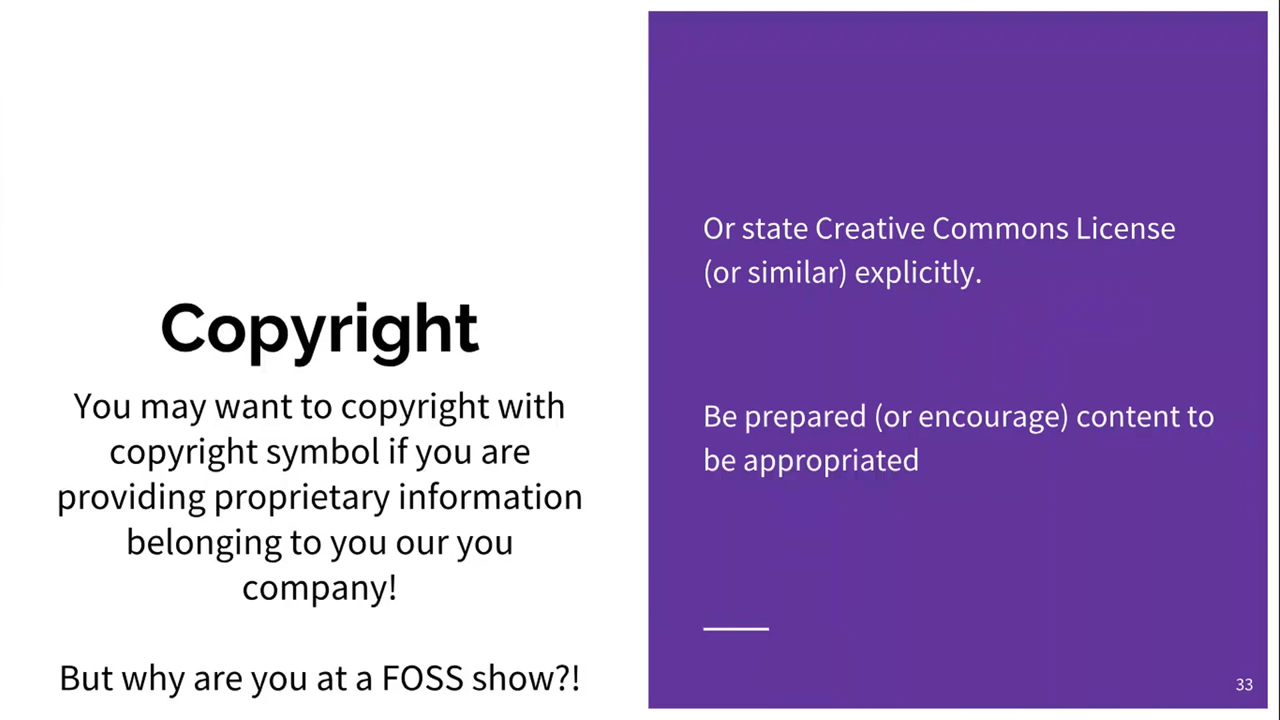 Copyright
You may want to copyright with
copyright symbol if you are
providing proprietary information
belonging to you our you
company!
But why are you at a FOSS show?!
Or state Creative Commons License
(or similar) explicitly.
Be prepared (or encourage) content to
be appropriated
33